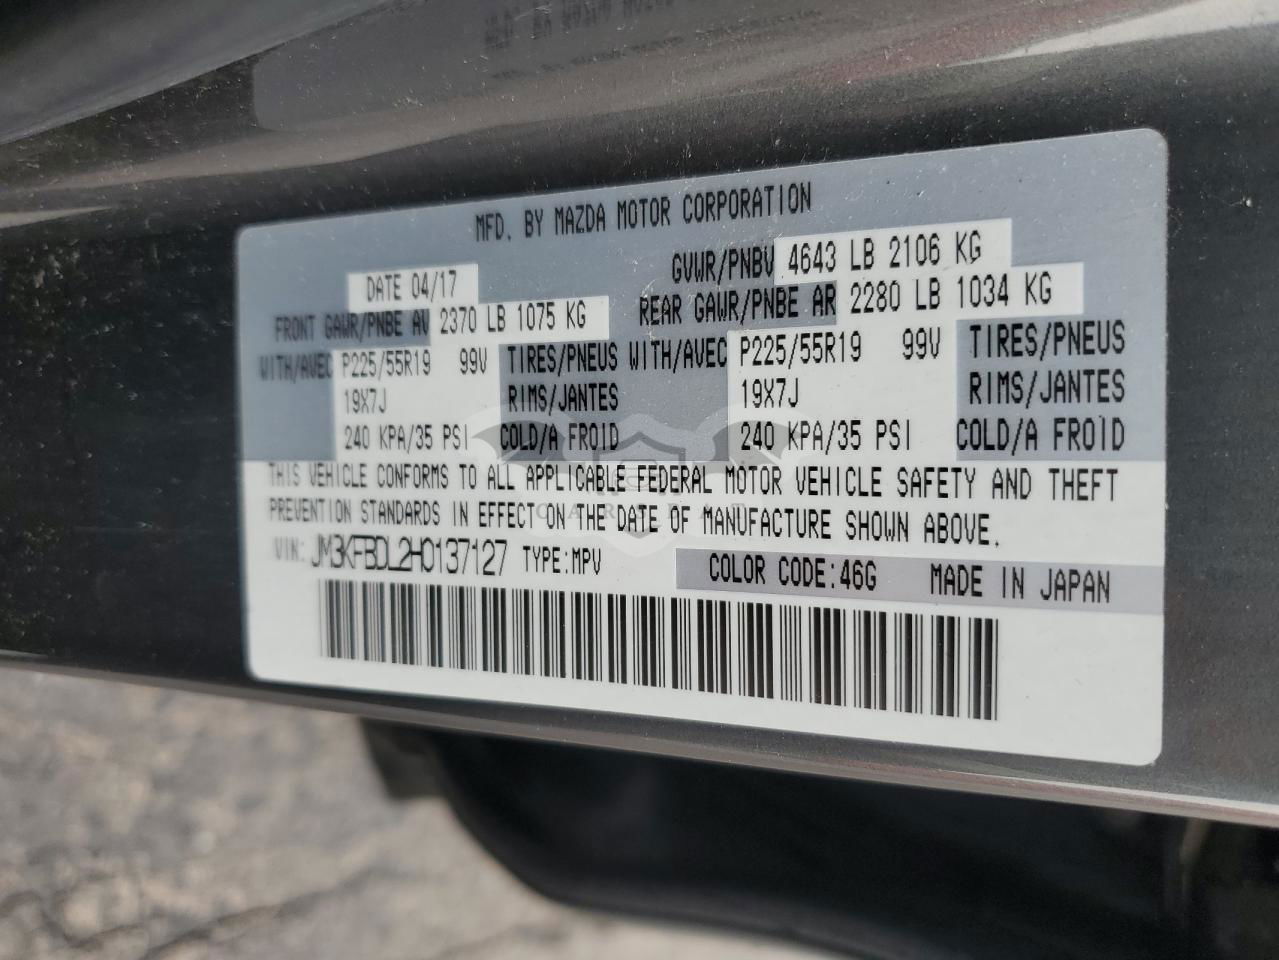 MFD. BY MAZDA MOTOR CORPORATION
DATE 04/17 GVWR/PNBV 4643 LB 2106 KG
FRONT GAWR/PNBE AV 2370 LB 1075 KG REAR GAWR/PNBE AR 2280 LB 1034 KG
WITH/AVEC P225/55R19 99V TIRES/PNEUS WITH/AVEC P225/55R19 99V TIRES/PNEUS
19X7J RIMS/JANTES 19X7J RIMS/JANTES
240 KPA/35 PSI COLD/A FROID 240 KPA/35 PSI COLD/A FROID
THIS VEHICLE CONFORMS TO ALL APPLICABLE FEDERAL MOTOR VEHICLE SAFETY AND THEFT
PREVENTION STANDARDS IN EFFECT ON THE DATE OF MANUFACTURE SHOWN ABOVE.
VIN: JM3KFBDL2H0137127 TYPE:MPV COLOR CODE:46G MADE IN JAPAN